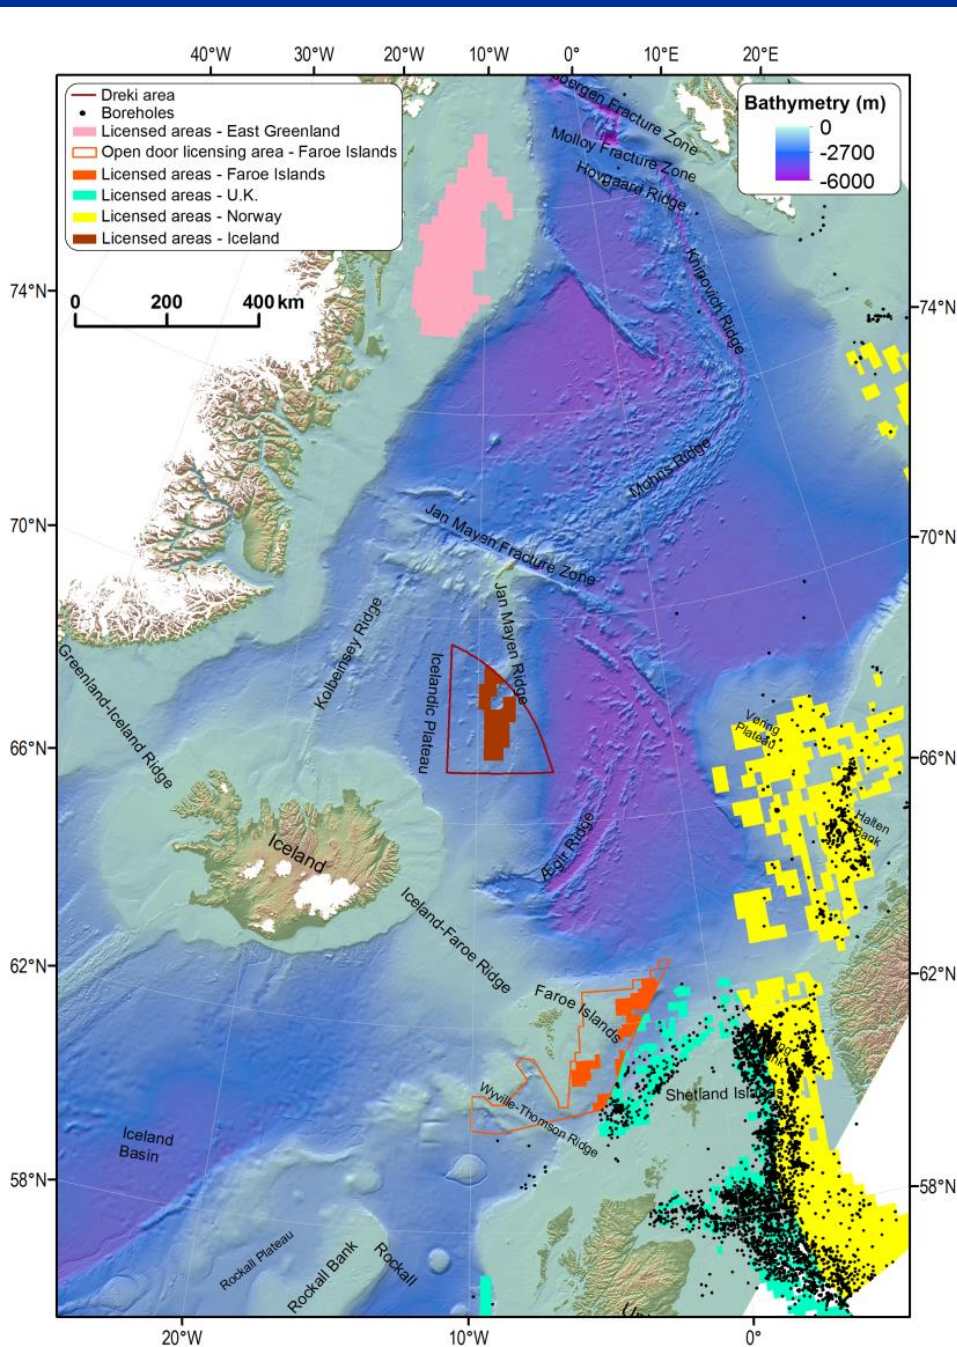 40°W 30°W 20°W 10°W 0° 10°E 20°E
Dreki area
Boreholes
Licensed areas - East Greenland
Open door licensing area - Faroe Islands
Licensed areas - Faroe Islands
Licensed areas - U.K.
Licensed areas - Norway
Licensed areas - Iceland
Bathymetry (m)
0
-2700
-6000
Fracture Zone
Molloy Fracture Zone
Hovgaard Ridge
Knipovich Ridge
74°N
74°N
0 200 400 km
Mohns Ridge
70°N
70°N
Jan Mayen Fracture Zone
Jan Mayen Ridge
Kolbeinsey Ridge
Greenland-Iceland Ridge
Icelandic Plateau
66°N
66°N
Vøring
Plateau
Halten
Bank
Iceland
Ægir Ridge
Iceland-Faroe Ridge
62°N
62°N
Faroe Islands
Shetland Islands
Wyville-Thomson Ridge
Iceland
Basin
58°N
58°N
Rockall Plateau
Rockall Bank
Rockall
20°W 10°W 0°